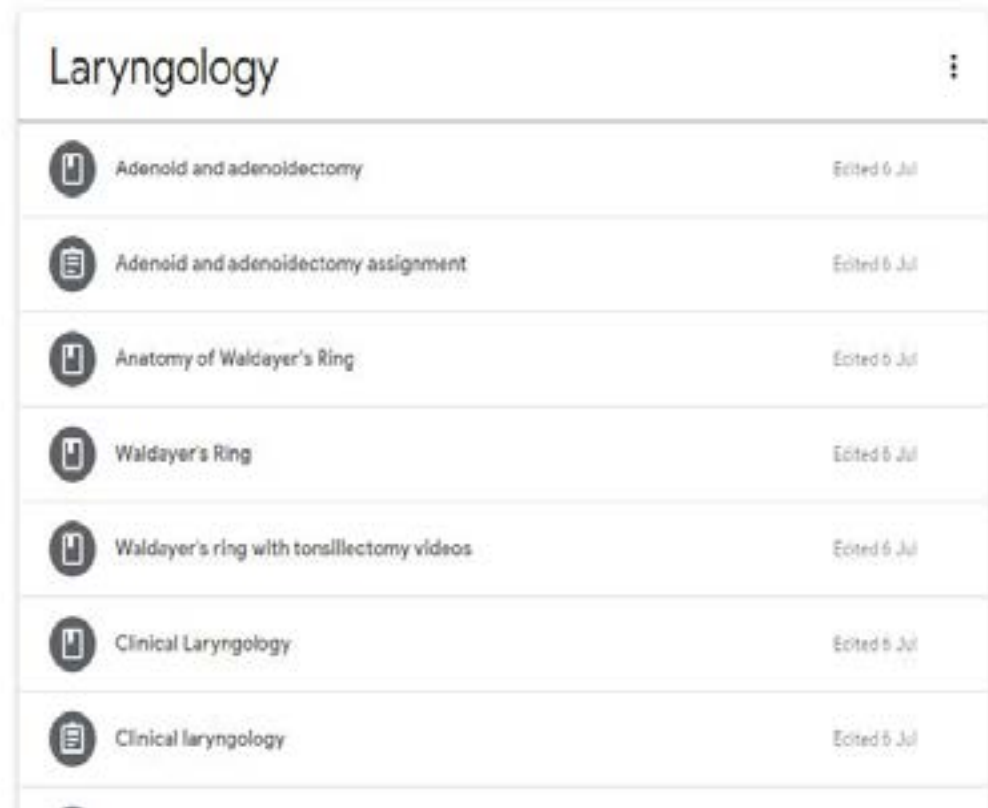 Laryngology
Adenoid and adenoidectomy
Edited 6 Jul
Adenoid and adenoidectomy assignment
Edited 6 Jul
Anatomy of Waldayer's Ring
Edited 6 Jul
Waldayer's Ring
Edited 6 Jul
Waldayer's ring with tonsillectomy videos
Edited 6 Jul
Clinical Laryngology
Edited 6 Jul
Clinical laryngology
Edited 6 Jul